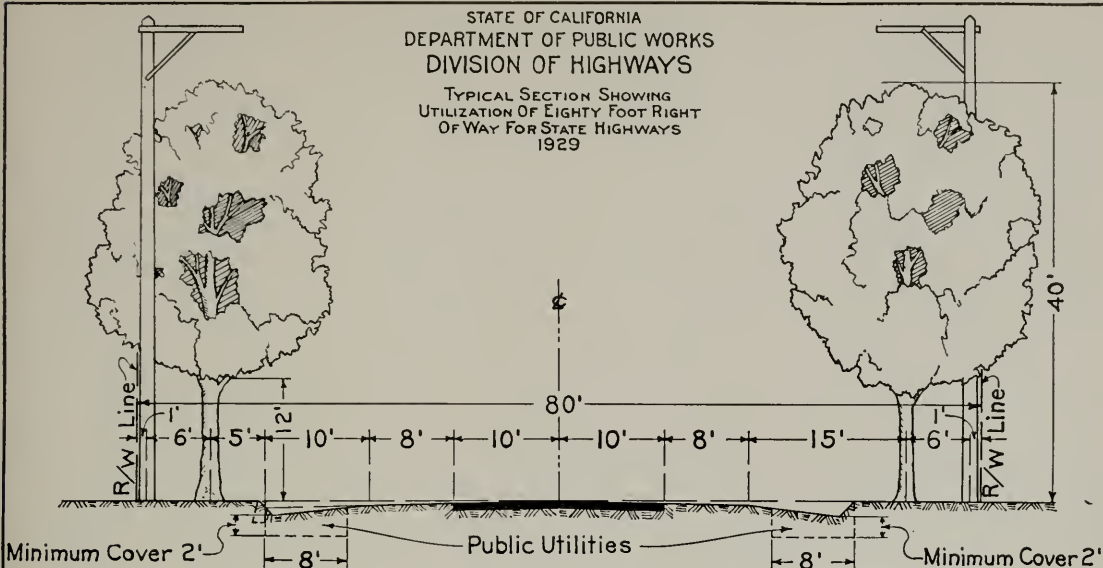 STATE OF CALIFORNIA
DEPARTMENT OF PUBLIC WORKS
DIVISION OF HIGHWAYS
TYPICAL SECTION SHOWING
UTILIZATION OF EIGHTY FOOT RIGHT
OF WAY FOR STATE HIGHWAYS
1929
℄
40'
R/W Line
12'
80'
R/W Line
1'
6'
5'
10'
8'
10'
10'
8'
15'
6'
1'
Minimum Cover 2'
8'
Public Utilities
8'
Minimum Cover 2'